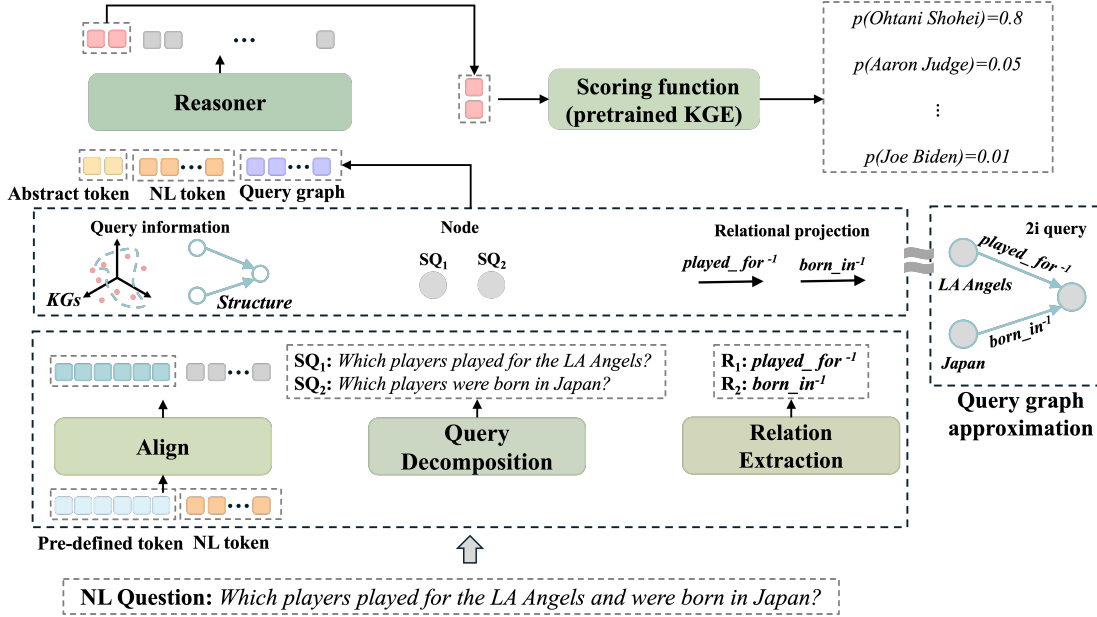 p(Ohtani Shohei)=0.8
p(Aaron Judge)=0.05
⋮
p(Joe Biden)=0.01
•••
Reasoner
Scoring function
(pretrained KGE)
•••
•••
Abstract token
NL token
Query graph
Query information
KGs
Structure
Node
SQ1
SQ2
Relational projection
played_for⁻¹
born_in⁻¹
2i query
played_for⁻¹
LA Angels
born_in⁻¹
Japan
Query graph
approximation
•••
SQ1: Which players played for the LA Angels?
SQ2: Which players were born in Japan?
R1: played_for⁻¹
R2: born_in⁻¹
Align
Query
Decomposition
Relation
Extraction
•••
Pre-defined token
NL token
NL Question: Which players played for the LA Angels and were born in Japan?